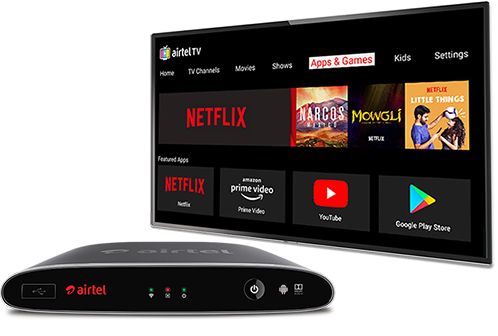 airtel TV
Home TV Channels Movies Shows Apps & Games Kids Settings
NETFLIX
NARCOS
MOWGLI
NETFLIX
NETFLIX
LITTLE THINGS
Featured Apps
NETFLIX
Netflix
amazon
prime video
Prime Video
YouTube
Google Play Store
airtel
airtel